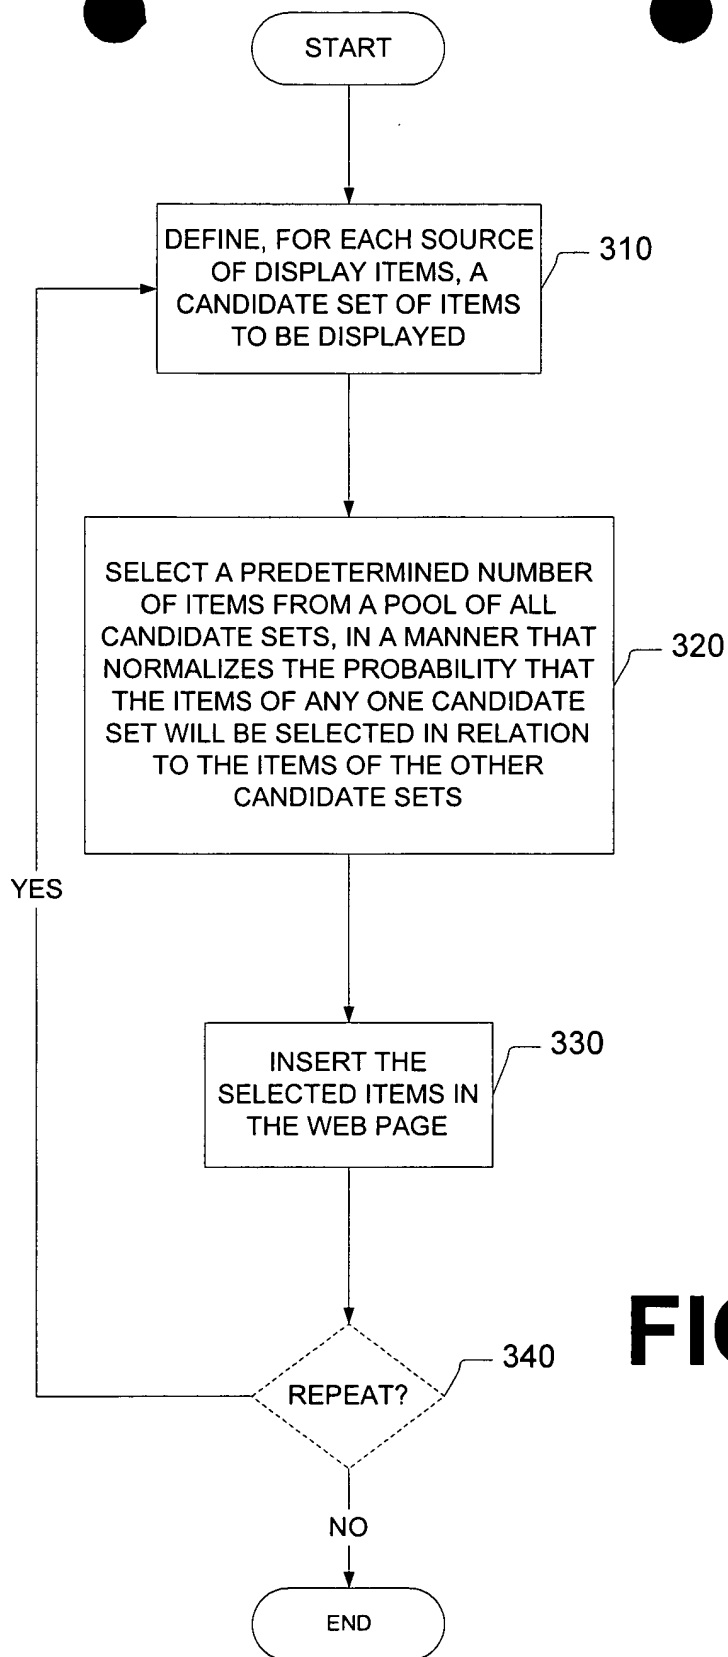 START
DEFINE, FOR EACH SOURCE
OF DISPLAY ITEMS, A
CANDIDATE SET OF ITEMS
TO BE DISPLAYED
310
SELECT A PREDETERMINED NUMBER
OF ITEMS FROM A POOL OF ALL
CANDIDATE SETS, IN A MANNER THAT
NORMALIZES THE PROBABILITY THAT
THE ITEMS OF ANY ONE CANDIDATE
SET WILL BE SELECTED IN RELATION
TO THE ITEMS OF THE OTHER
CANDIDATE SETS
320
YES
INSERT THE
SELECTED ITEMS IN
THE WEB PAGE
330
REPEAT?
340
NO
END